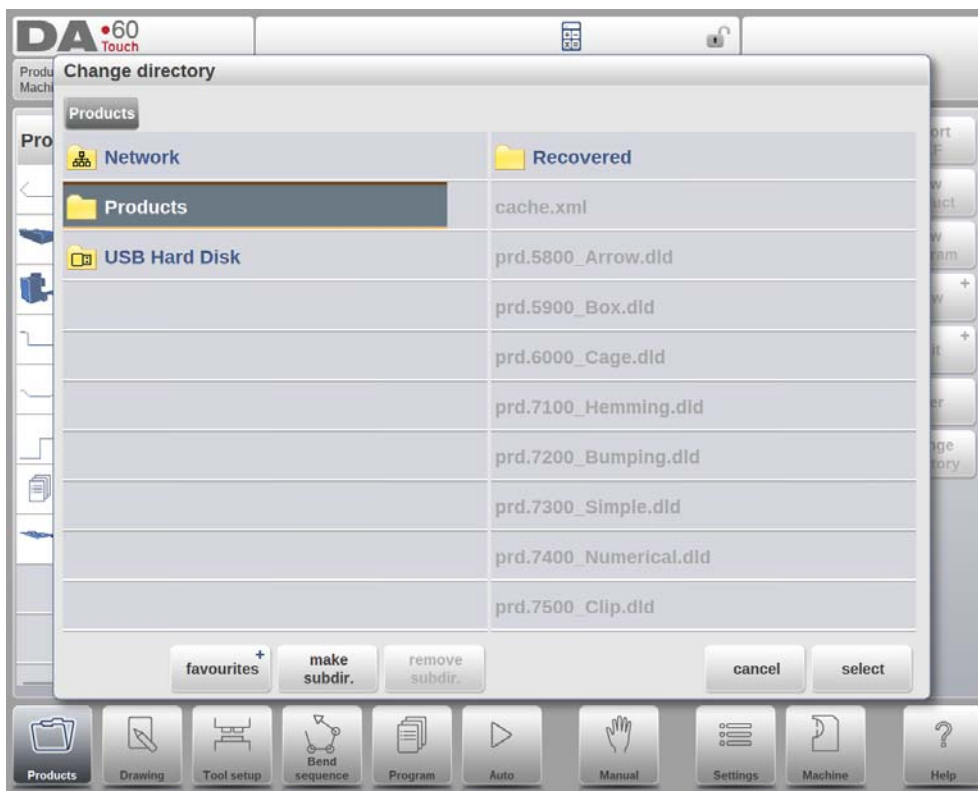 DA•60
Touch
Produ
Machi
Change directory
Products
Pro
Network
Recovered
Products
cache.xml
USB Hard Disk
prd.5800_Arrow.dld
prd.5900_Box.dld
prd.6000_Cage.dld
prd.7100_Hemming.dld
prd.7200_Bumping.dld
prd.7300_Simple.dld
prd.7400_Numerical.dld
prd.7500_Clip.dld
favourites +
make
subdir.
remove
subdir.
cancel
select
Products
Drawing
Tool setup
Bend
sequence
Program
Auto
Manual
Settings
Machine
Help